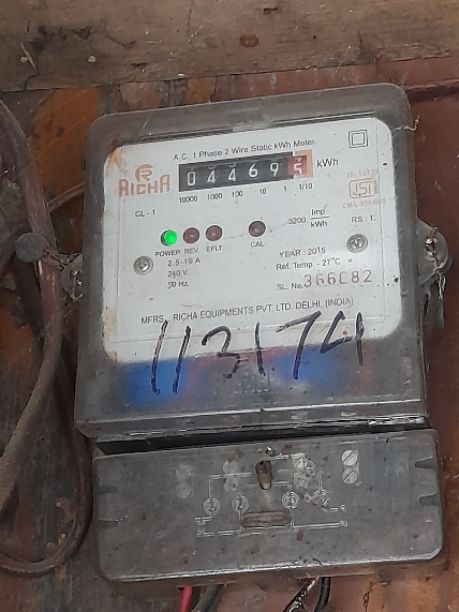 A.C. 1 Phase 2 Wire Static kWh Meter.
RICHA
044695 kWh
10000 1000 100 10 1 1/10
CL - 1
3200 Imp/kWh
POWER REV. EFLT CAL
2.5-10 A
240 V
50 Hz.
YEAR : 2015
Ref. Temp. - 27°C
SL. No. 366082
MFRS. RICHA EQUIPMENTS PVT. LTD. DELHI. (INDIA)
113174